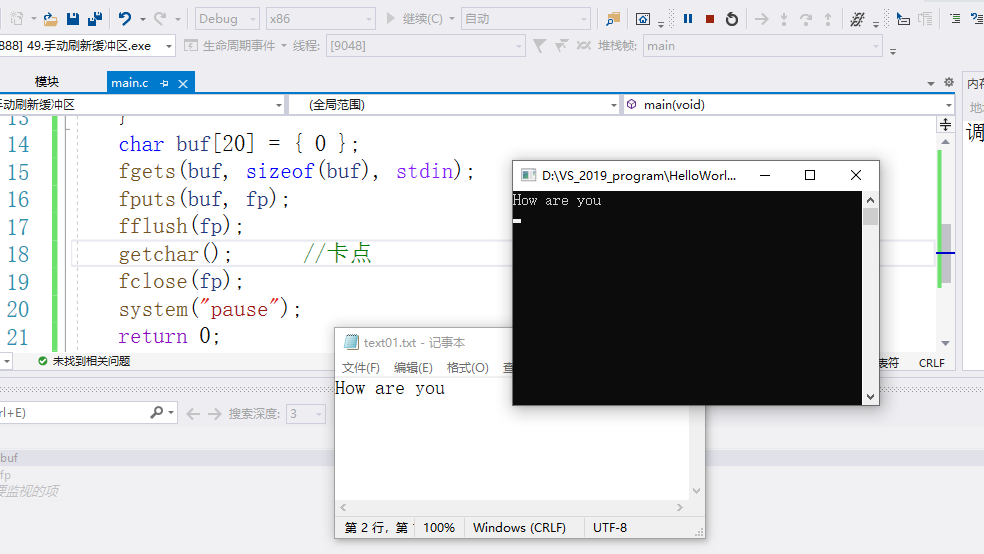 Debug x86 继续(C) 自动
888] 49.手动刷新缓冲区.exe 生命周期事件 线程: [9048] 堆栈帧: main
模块 main.c
手动刷新缓冲区 (全局范围) main(void)
内存
地
调
13 }
14 char buf[20] = { 0 };
15 fgets(buf, sizeof(buf), stdin);
16 fputs(buf, fp);
17 fflush(fp);
18 getchar(); //卡点
19 fclose(fp);
20 system("pause");
21 return 0;
未找到相关问题
表符 CRLF
rl+E) 搜索深度: 3
buf
fp
要监视的项
D:\VS_2019_program\HelloWorl...
How are you
text01.txt - 记事本
文件(F) 编辑(E) 格式(O) 查
How are you
第 2 行，第 100% Windows (CRLF) UTF-8